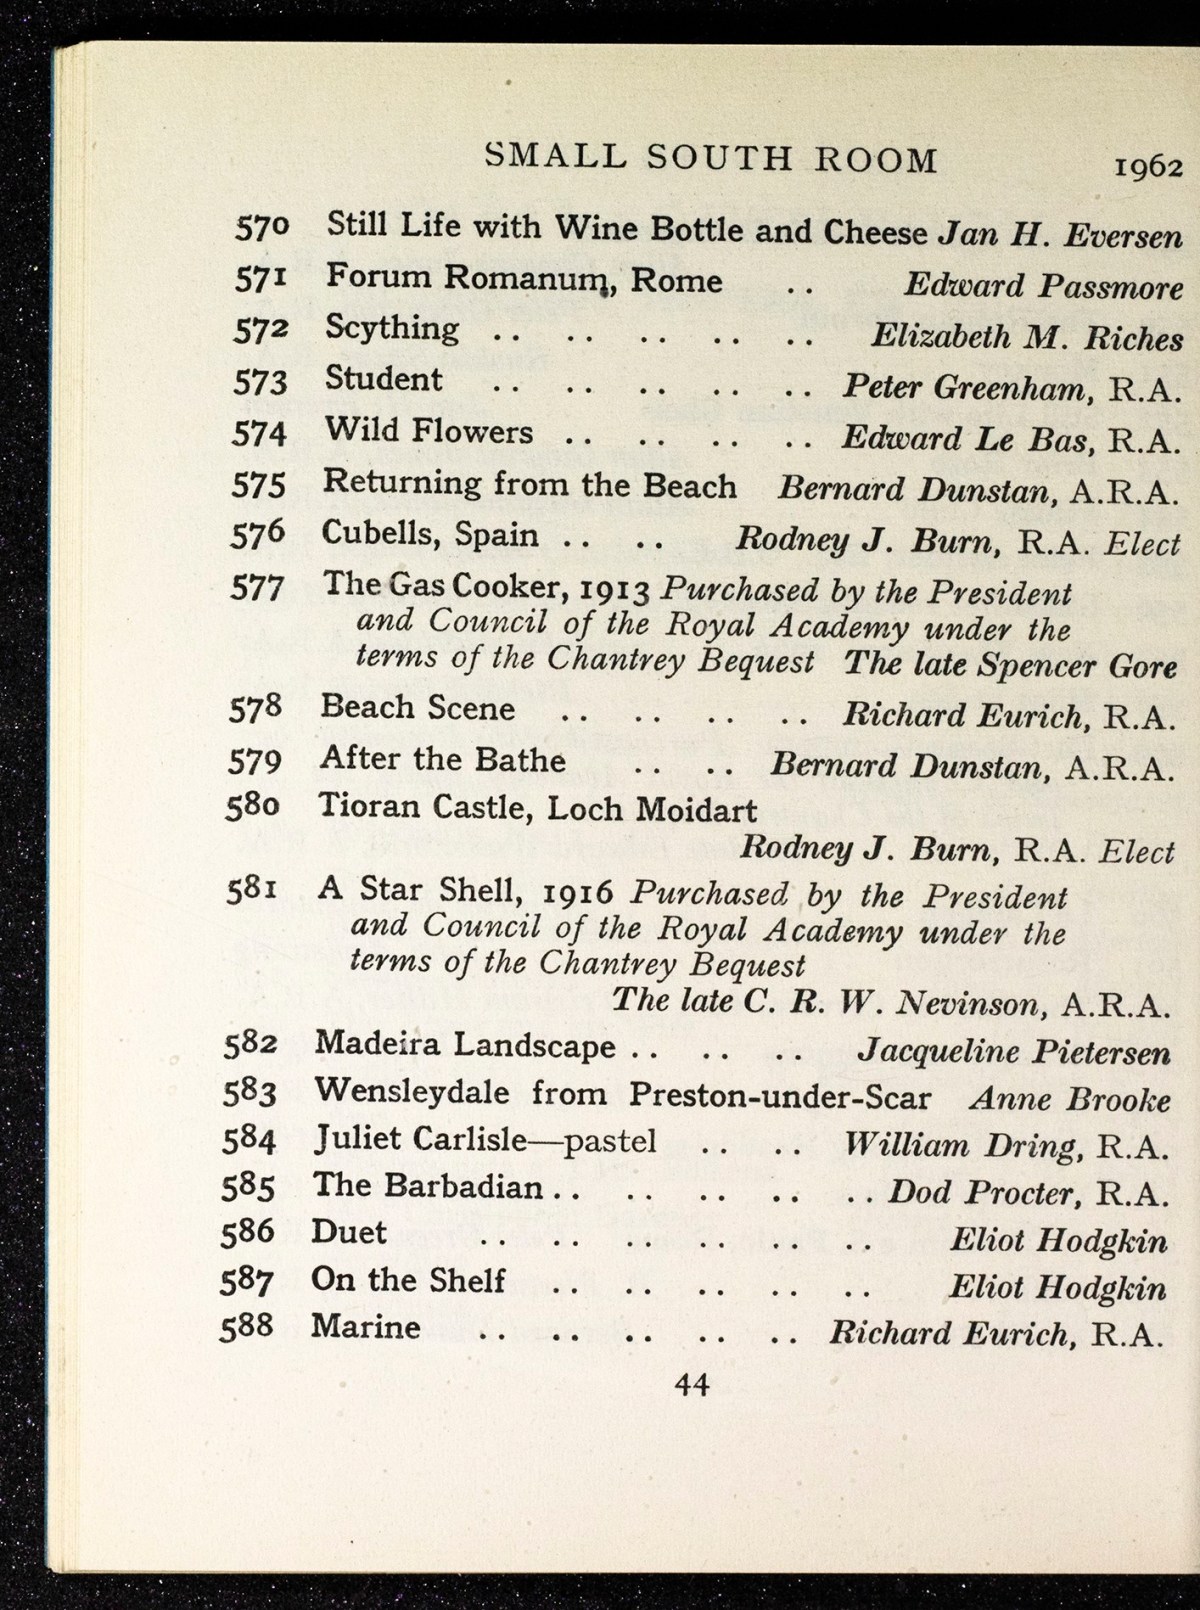 SMALL SOUTH ROOM 1962
570 Still Life with Wine Bottle and Cheese Jan H. Eversen
571 Forum Romanum, Rome .. Edward Passmore
572 Scything .. .. .. .. .. Elizabeth M. Riches
573 Student .. .. .. .. .. Peter Greenham, R.A.
574 Wild Flowers .. .. .. .. Edward Le Bas, R.A.
575 Returning from the Beach Bernard Dunstan, A.R.A.
576 Cubells, Spain .. .. Rodney J. Burn, R.A. Elect
577 The Gas Cooker, 1913 Purchased by the President
and Council of the Royal Academy under the
terms of the Chantrey Bequest The late Spencer Gore
578 Beach Scene .. .. .. .. Richard Eurich, R.A.
579 After the Bathe .. .. Bernard Dunstan, A.R.A.
580 Tioran Castle, Loch Moidart
Rodney J. Burn, R.A. Elect
581 A Star Shell, 1916 Purchased by the President
and Council of the Royal Academy under the
terms of the Chantrey Bequest
The late C. R. W. Nevinson, A.R.A.
582 Madeira Landscape .. .. .. Jacqueline Pietersen
583 Wensleydale from Preston-under-Scar Anne Brooke
584 Juliet Carlisle—pastel .. .. William Dring, R.A.
585 The Barbadian .. .. .. .. .. Dod Procter, R.A.
586 Duet .. .. .. .. .. .. Eliot Hodgkin
587 On the Shelf .. .. .. .. .. Eliot Hodgkin
588 Marine .. .. .. .. .. Richard Eurich, R.A.
44